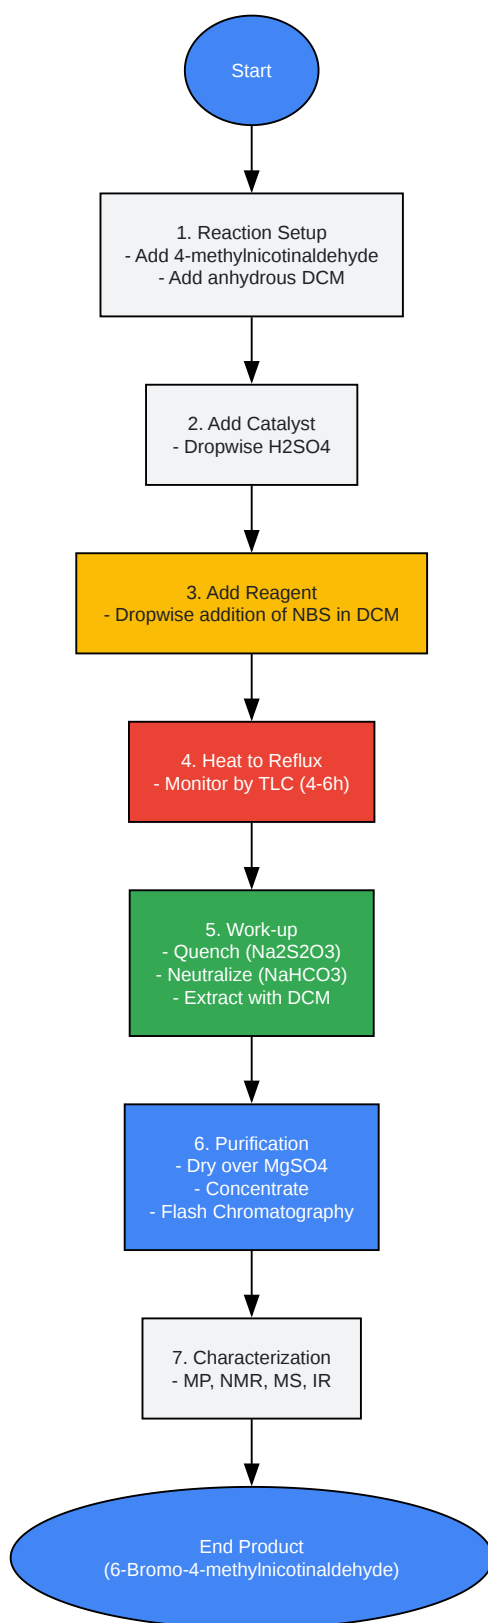 Start
1. Reaction Setup
- Add 4-methylnicotinaldehyde
- Add anhydrous DCM
2. Add Catalyst
- Dropwise H2SO4
3. Add Reagent
- Dropwise addition of NBS in DCM
4. Heat to Reflux
- Monitor by TLC (4-6h)
5. Work-up
- Quench (Na2S2O3)
- Neutralize (NaHCO3)
- Extract with DCM
6. Purification
- Dry over MgSO4
- Concentrate
- Flash Chromatography
7. Characterization
- MP, NMR, MS, IR
End Product
(6-Bromo-4-methylnicotinaldehyde)